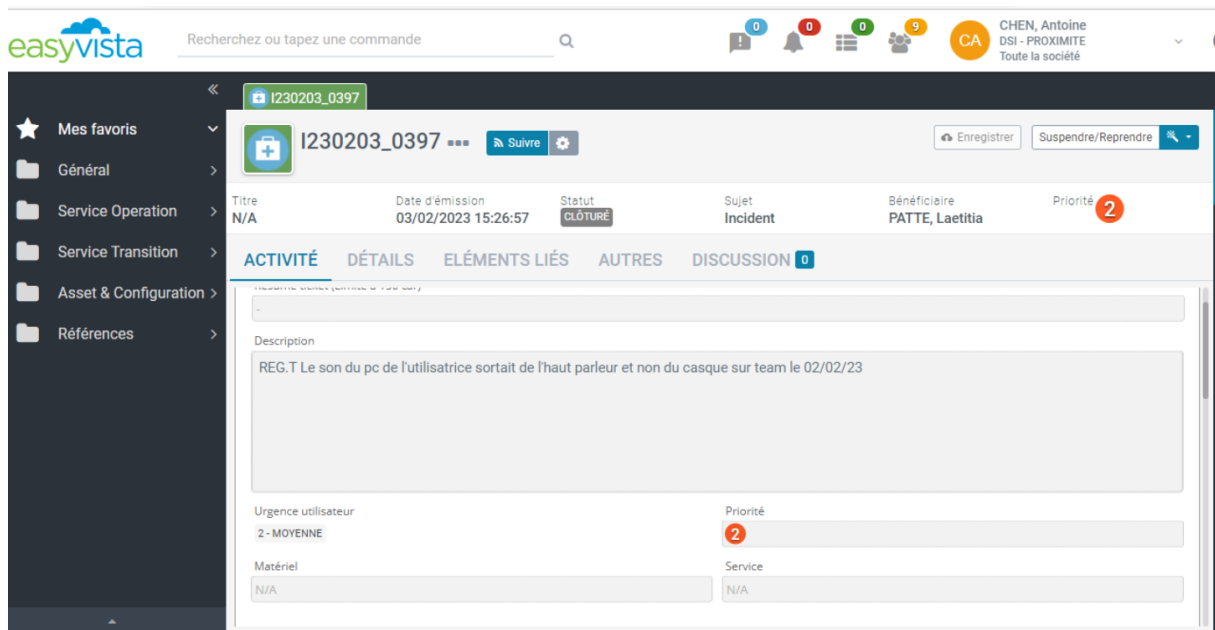 easyvista
Recherchez ou tapez une commande
0
0
0
9
CA
CHEN, Antoine
DSI - PROXIMITE
Toute la société
I230203_0397
Mes favoris
Général
Service Operation
Service Transition
Asset & Configuration
Références
I230203_0397
Suivre
Enregistrer
Suspendre/Reprendre
Titre
N/A
Date d'émission
03/02/2023 15:26:57
Statut
CLÔTURÉ
Sujet
Incident
Bénéficiaire
PATTE, Laetitia
Priorité
2
ACTIVITÉ DÉTAILS ELÉMENTS LIÉS AUTRES DISCUSSION 0
-
Description
REG.T Le son du pc de l'utilisatrice sortait de l'haut parleur et non du casque sur team le 02/02/23
Urgence utilisateur
2 - MOYENNE
Priorité
2
Matériel
N/A
Service
N/A